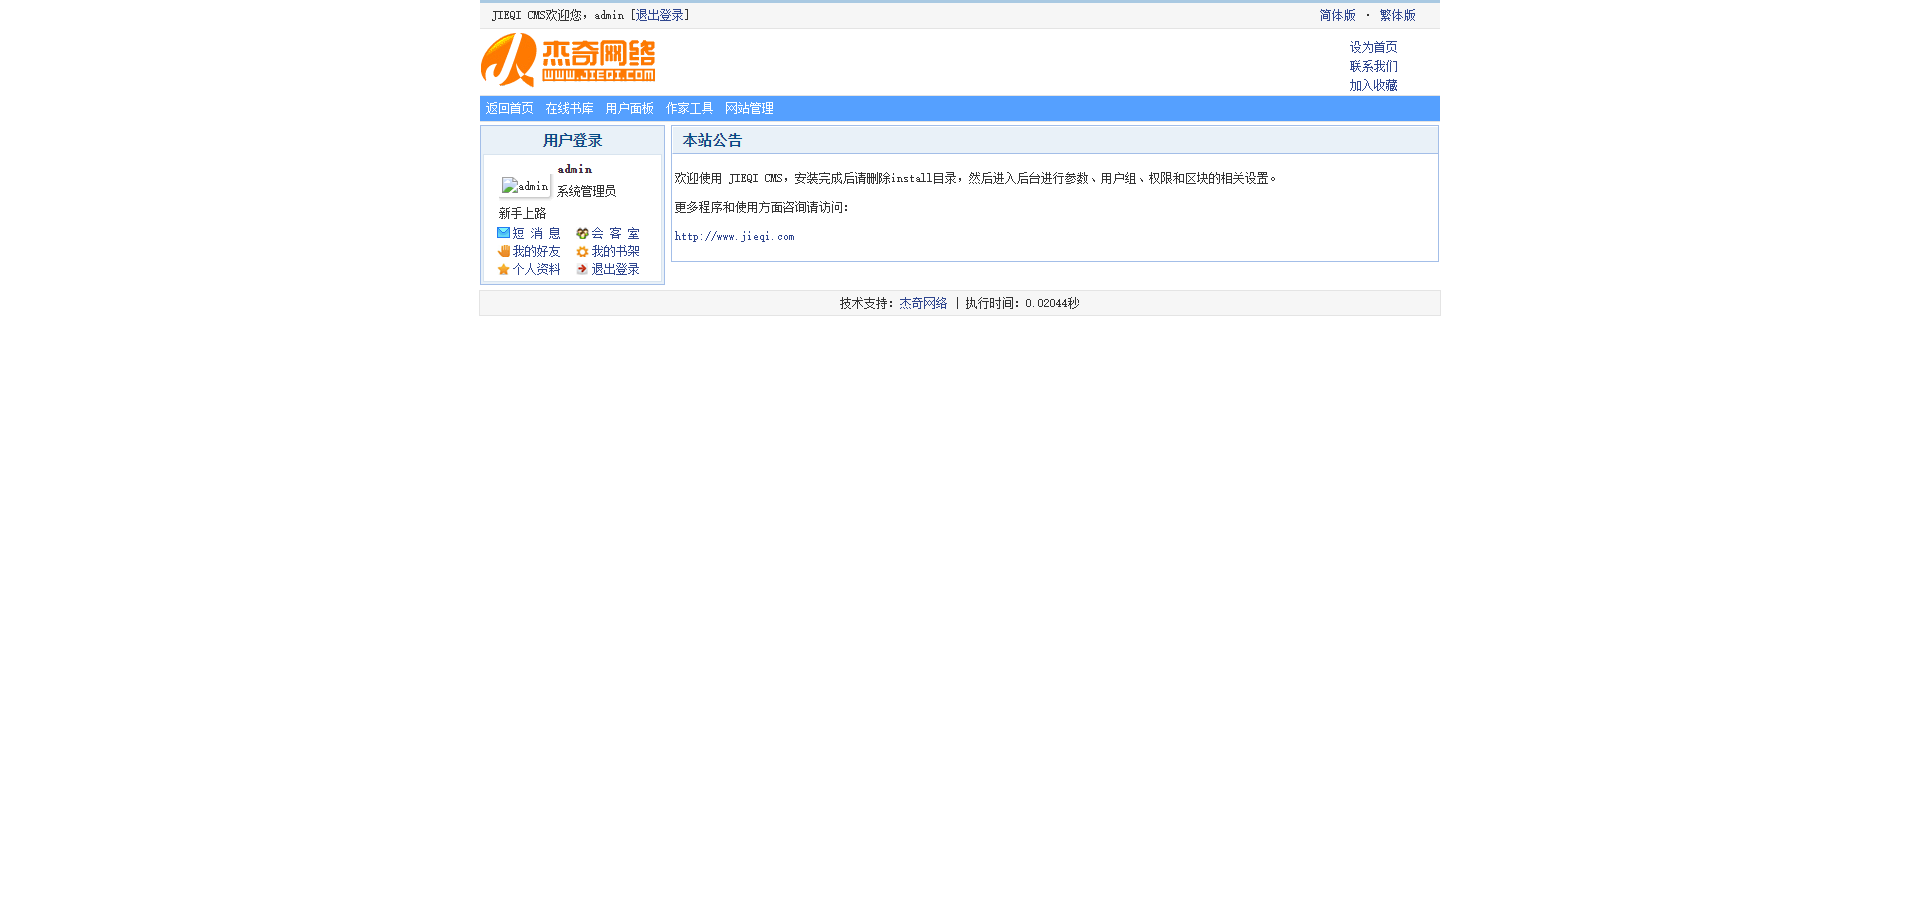 JIEQI CMS欢迎您，admin [退出登录]
简体版 · 繁体版
杰奇网络
WWW.JIEQI.COM
设为首页
联系我们
加入收藏
返回首页 在线书库 用户面板 作家工具 网站管理
用户登录
admin
admin
系统管理员
新手上路
短 消 息 会 客 室
我的好友 我的书架
个人资料 退出登录
本站公告
欢迎使用 JIEQI CMS，安装完成后请删除install目录，然后进入后台进行参数、用户组、权限和区块的相关设置。
更多程序和使用方面咨询请访问：
http://www.jieqi.com
技术支持：杰奇网络 | 执行时间：0.02044秒